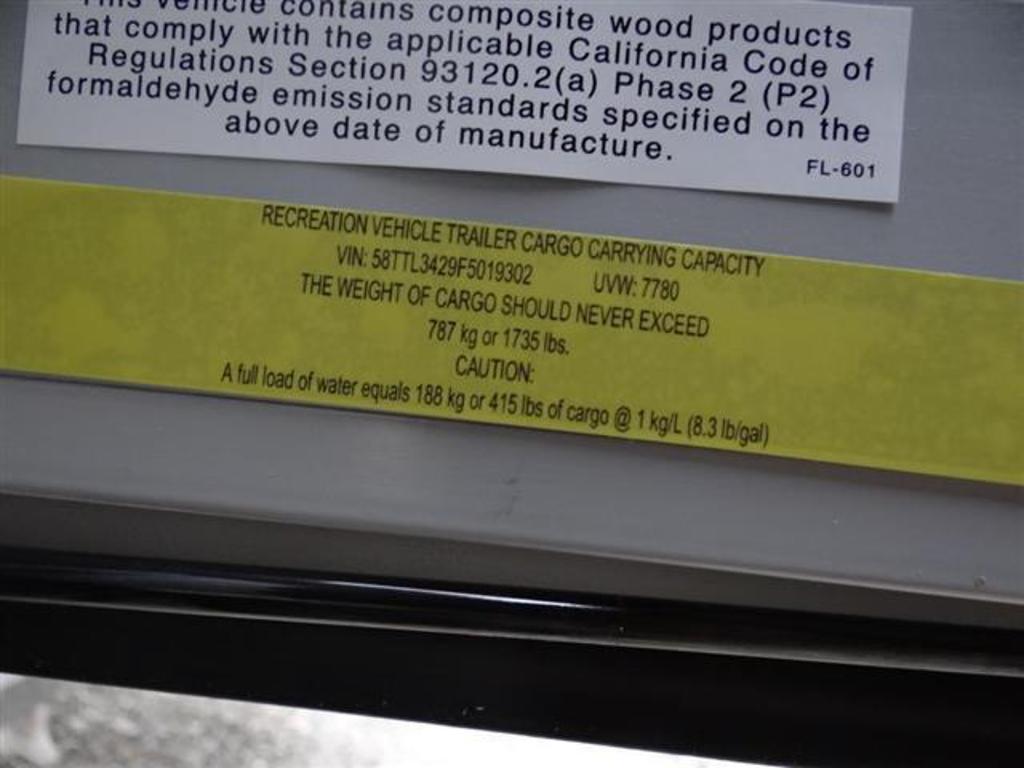 This vehicle contains composite wood products
that comply with the applicable California Code of
Regulations Section 93120.2(a) Phase 2 (P2)
formaldehyde emission standards specified on the
above date of manufacture.
FL-601
RECREATION VEHICLE TRAILER CARGO CARRYING CAPACITY
VIN: 58TTL3429F5019302 UVW: 7780
THE WEIGHT OF CARGO SHOULD NEVER EXCEED
787 kg or 1735 lbs.
CAUTION:
A full load of water equals 188 kg or 415 lbs of cargo @ 1 kg/L (8.3 lb/gal)